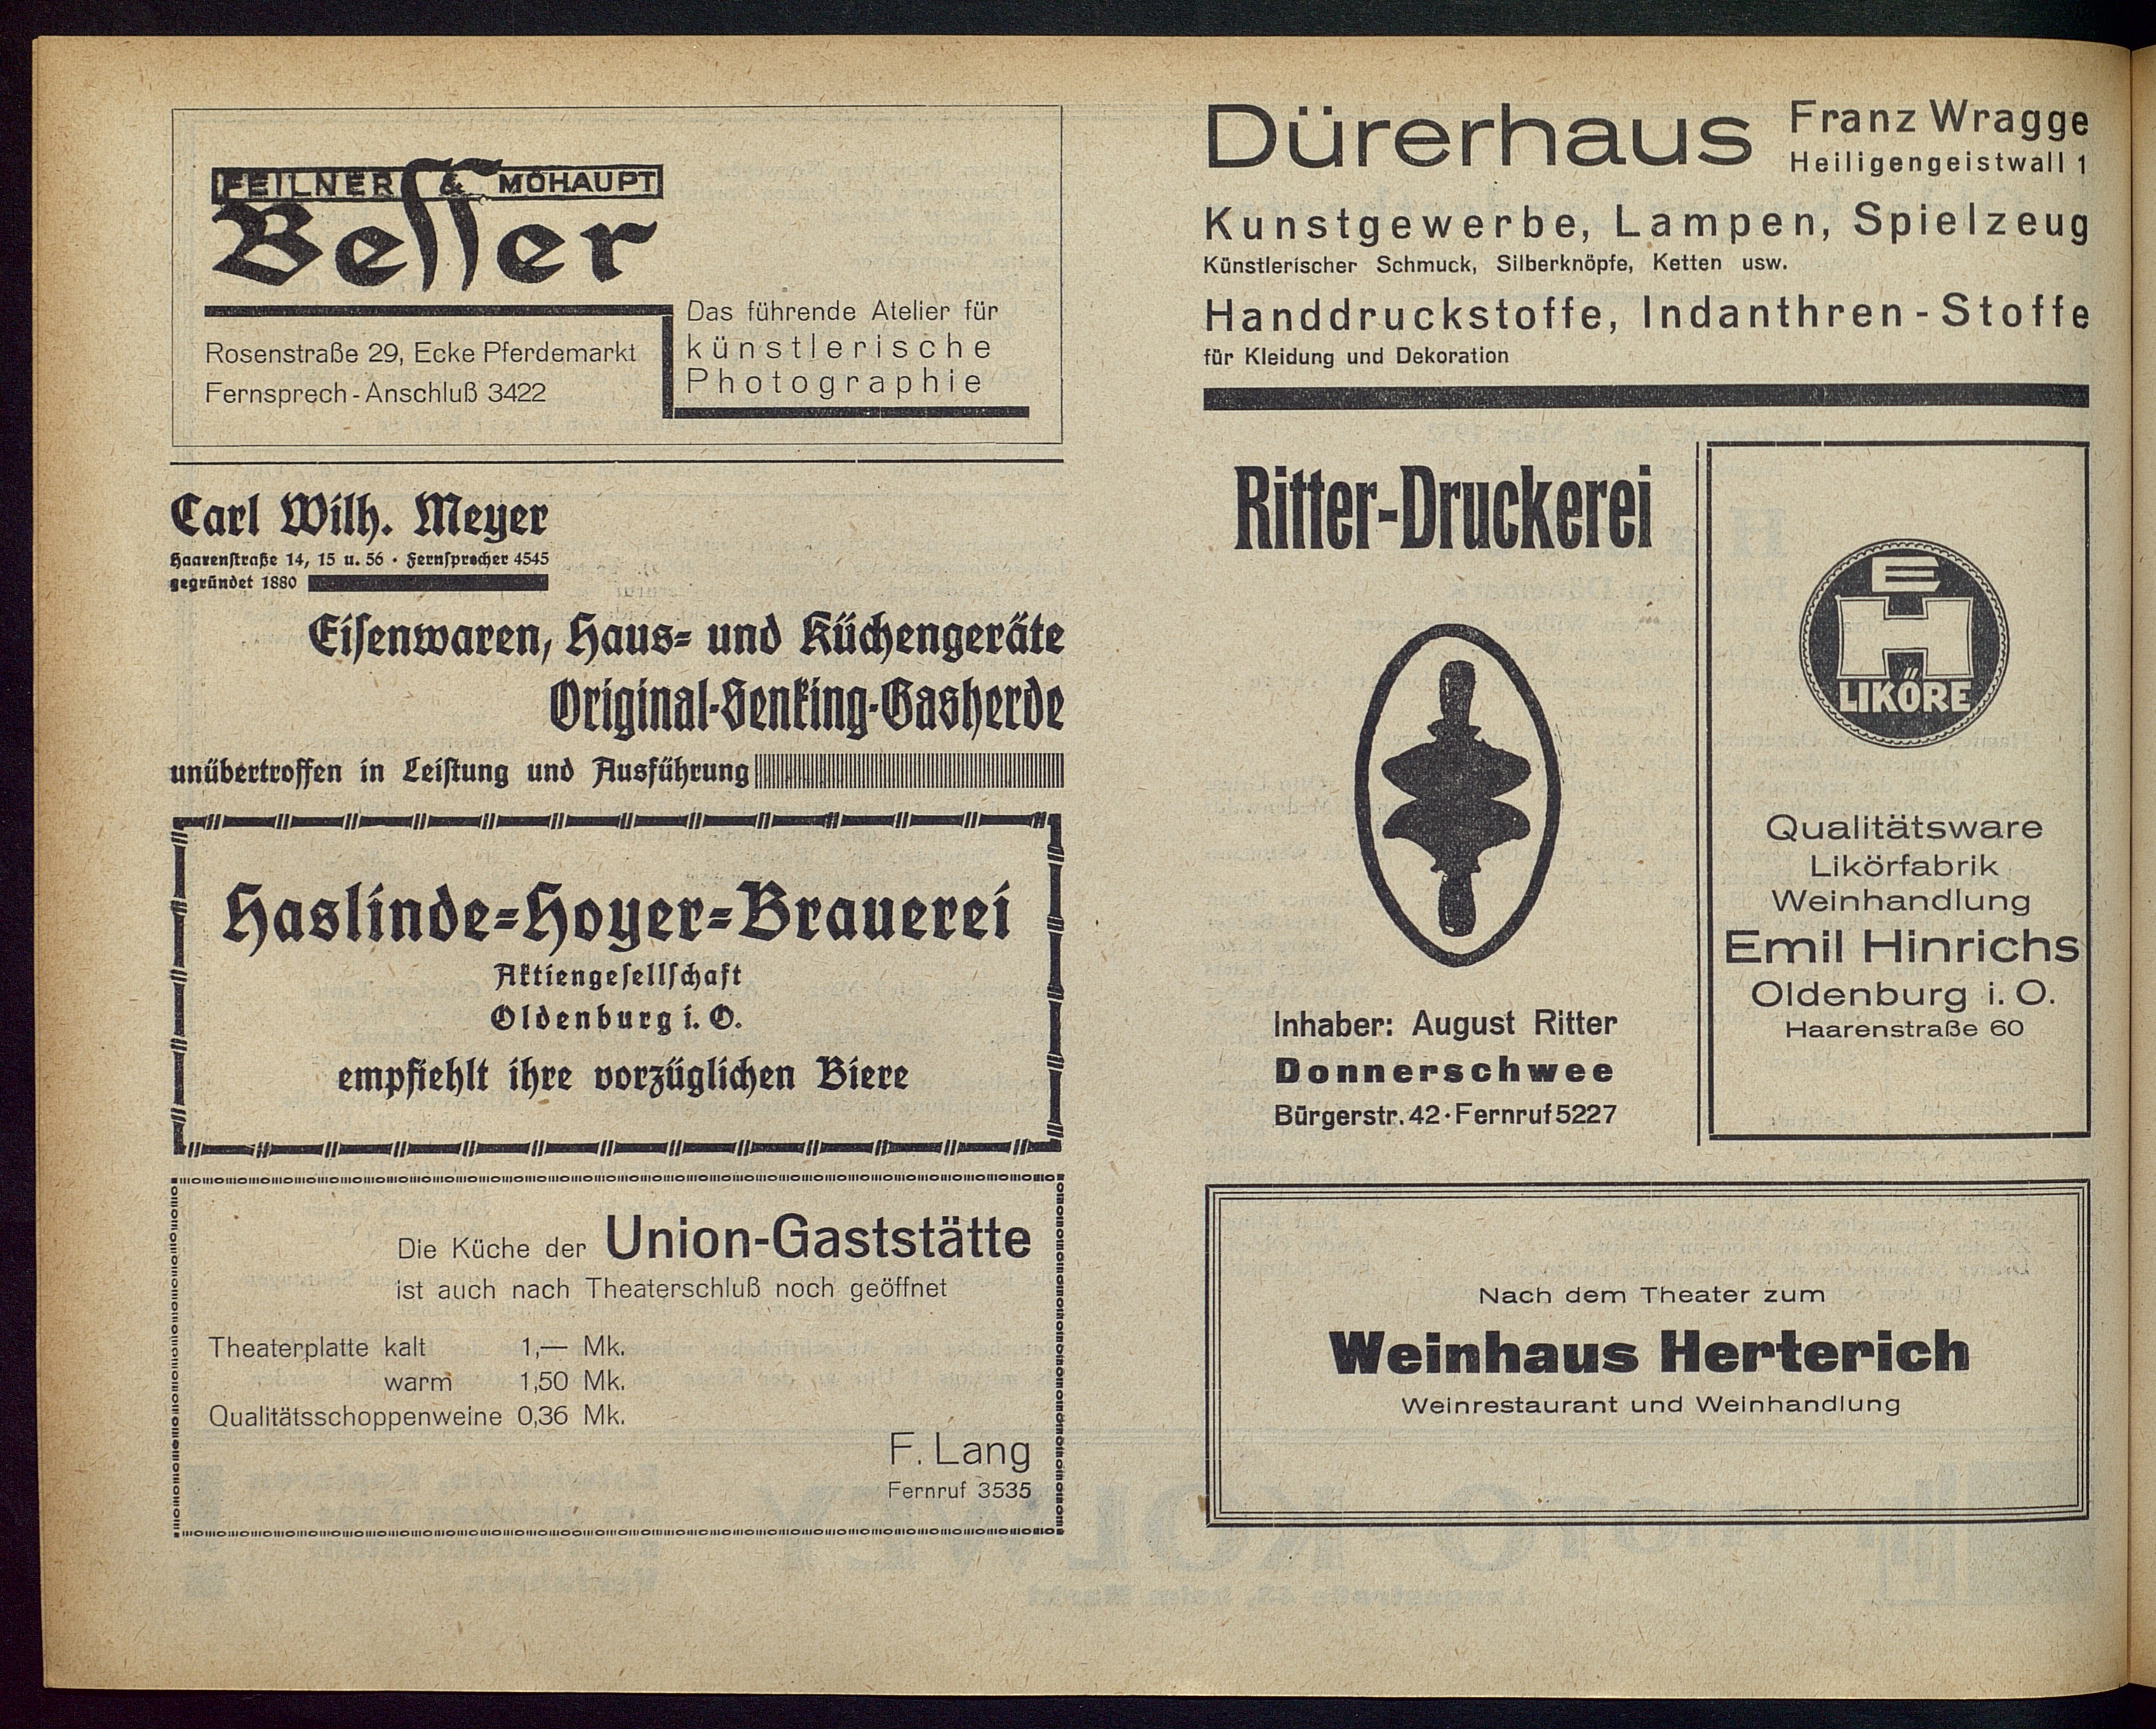 FEILNER & MOHAUPT
Beſſer
Das führende Atelier für
künstlerische
Photographie
Rosenstraße 29, Ecke Pferdemarkt
Fernsprech-Anschluß 3422
Carl Wilh. Meyer
Haarenſtraße 14, 15 u. 56 · Fernſprecher 4545
gegründet 1880
Eiſenwaren, Haus- und Küchengeräte
Original-Senking-Gasherde
unübertroffen in Leiſtung und Ausführung
Haslinde-Hoyer-Brauerei
Aktiengeſellſchaft
Oldenburg i. O.
empfiehlt ihre vorzüglichen Biere
Die Küche der Union-Gaststätte
ist auch nach Theaterschluß noch geöffnet
Theaterplatte kalt 1,— Mk.
warm 1,50 Mk.
Qualitätsschoppenweine 0,36 Mk.
F. Lang
Fernruf 3535
Dürerhaus Franz Wragge
Heiligengeistwall 1
Kunstgewerbe, Lampen, Spielzeug
Künstlerischer Schmuck, Silberknöpfe, Ketten usw.
Handdruckstoffe, Indanthren-Stoffe
für Kleidung und Dekoration
Ritter-Druckerei
Inhaber: August Ritter
Donnerschwee
Bürgerstr. 42 · Fernruf 5227
E
H
LIKÖRE
Qualitätsware
Likörfabrik
Weinhandlung
Emil Hinrichs
Oldenburg i. O.
Haarenstraße 60
Nach dem Theater zum
Weinhaus Herterich
Weinrestaurant und Weinhandlung